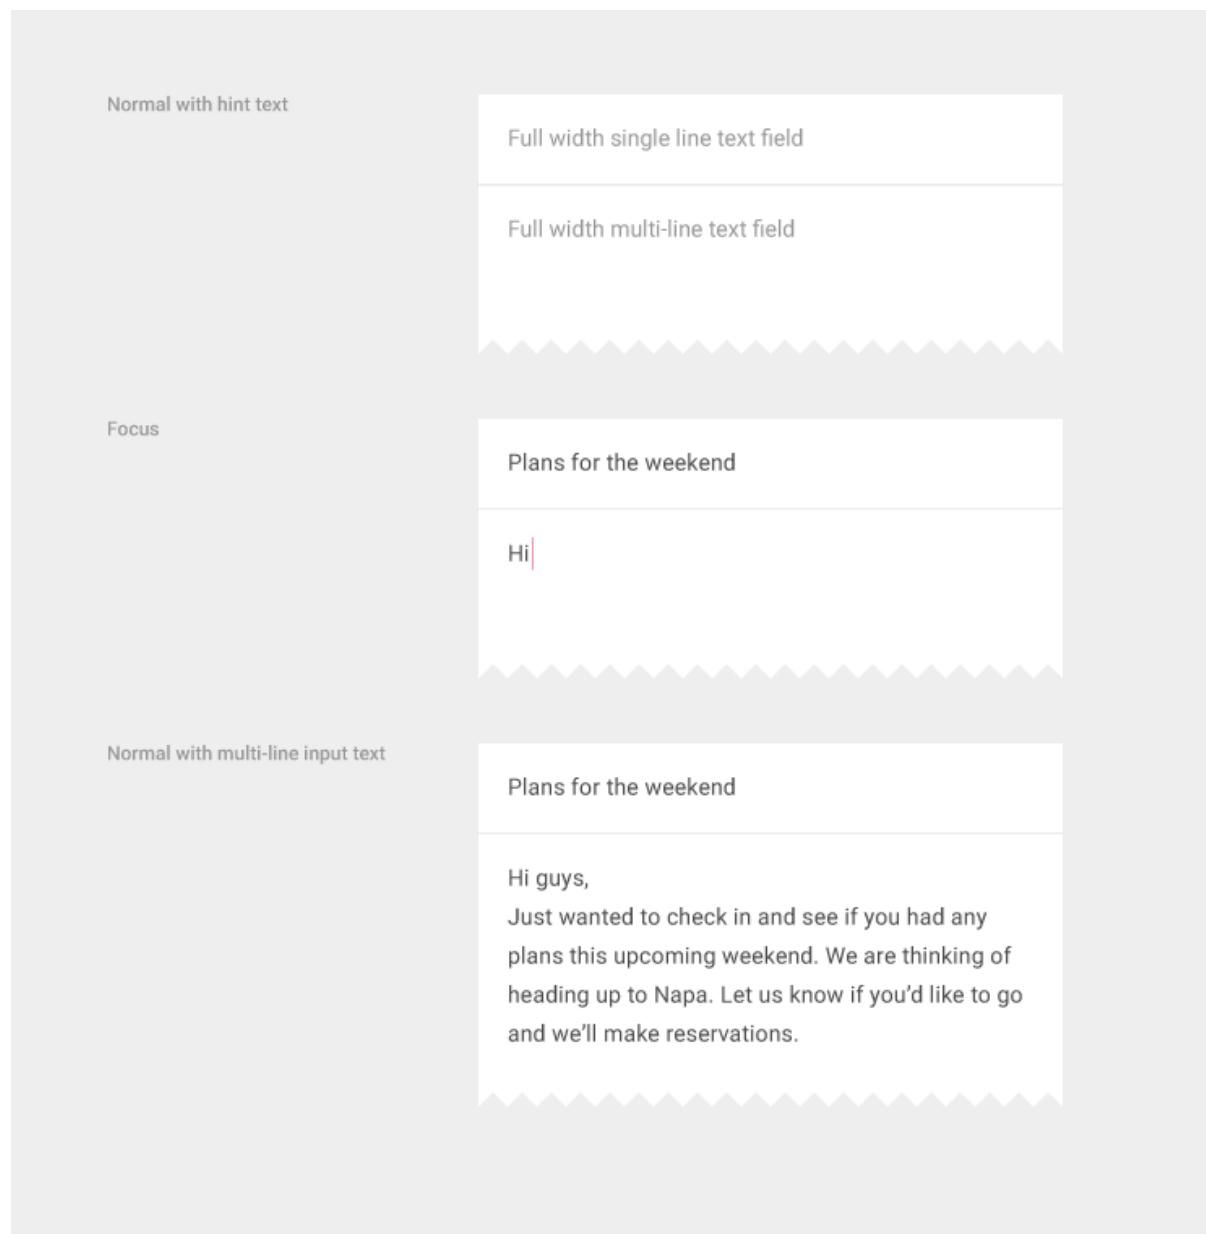 Normal with hint text
Full width single line text field
Full width multi-line text field
Focus
Plans for the weekend
Hi
Normal with multi-line input text
Plans for the weekend
Hi guys,
Just wanted to check in and see if you had any
plans this upcoming weekend. We are thinking of
heading up to Napa. Let us know if you’d like to go
and we’ll make reservations.